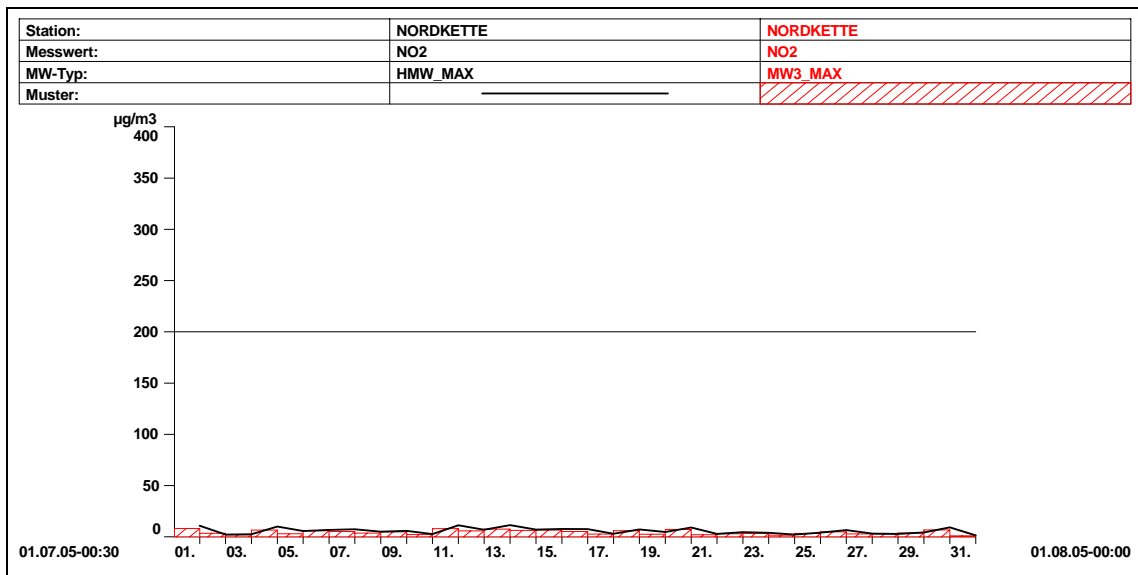 Station: NORDKETTE NORDKETTE
Messwert: NO2 NO2
MW-Typ: HMW_MAX MW3_MAX
Muster:
µg/m3
400
350
300
250
200
150
100
50
0
01.07.05-00:30 01. 03. 05. 07. 09. 11. 13. 15. 17. 19. 21. 23. 25. 27. 29. 31. 01.08.05-00:00